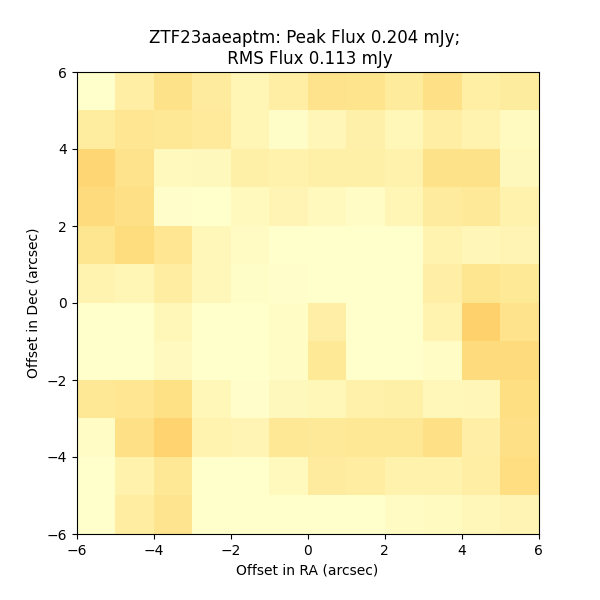 ZTF23aaeaptm: Peak Flux 0.204 mJy;
RMS Flux 0.113 mJy
6
4
2
0
−2
−4
−6
Offset in Dec (arcsec)
−6 −4 −2 0 2 4 6
Offset in RA (arcsec)